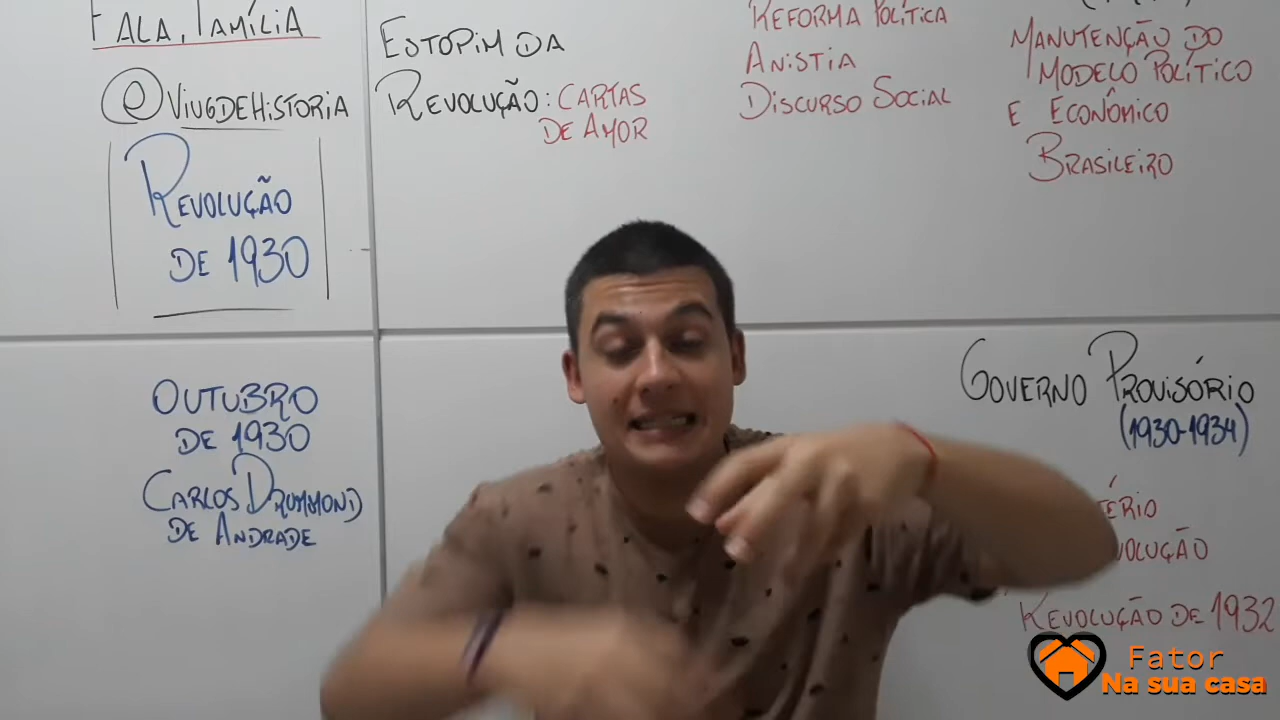 FALA, FAMÍLIA
@VIUGDEHISTORIA
REVOLUÇÃO
DE 1930
OUTUBRO
DE 1930
CARLOS DRUMMOND
DE ANDRADE
ESTOPIM DA
REVOLUÇÃO: CARTAS
DE AMOR
REFORMA POLÍTICA
ANISTIA
DISCURSO SOCIAL
MANUTENÇÃO DO
MODELO POLÍTICO
E ECONÔMICO
BRASILEIRO
GOVERNO PROVISÓRIO
(1930-1934)
REVOLUÇÃO DE 1932
Fator
Na sua casa